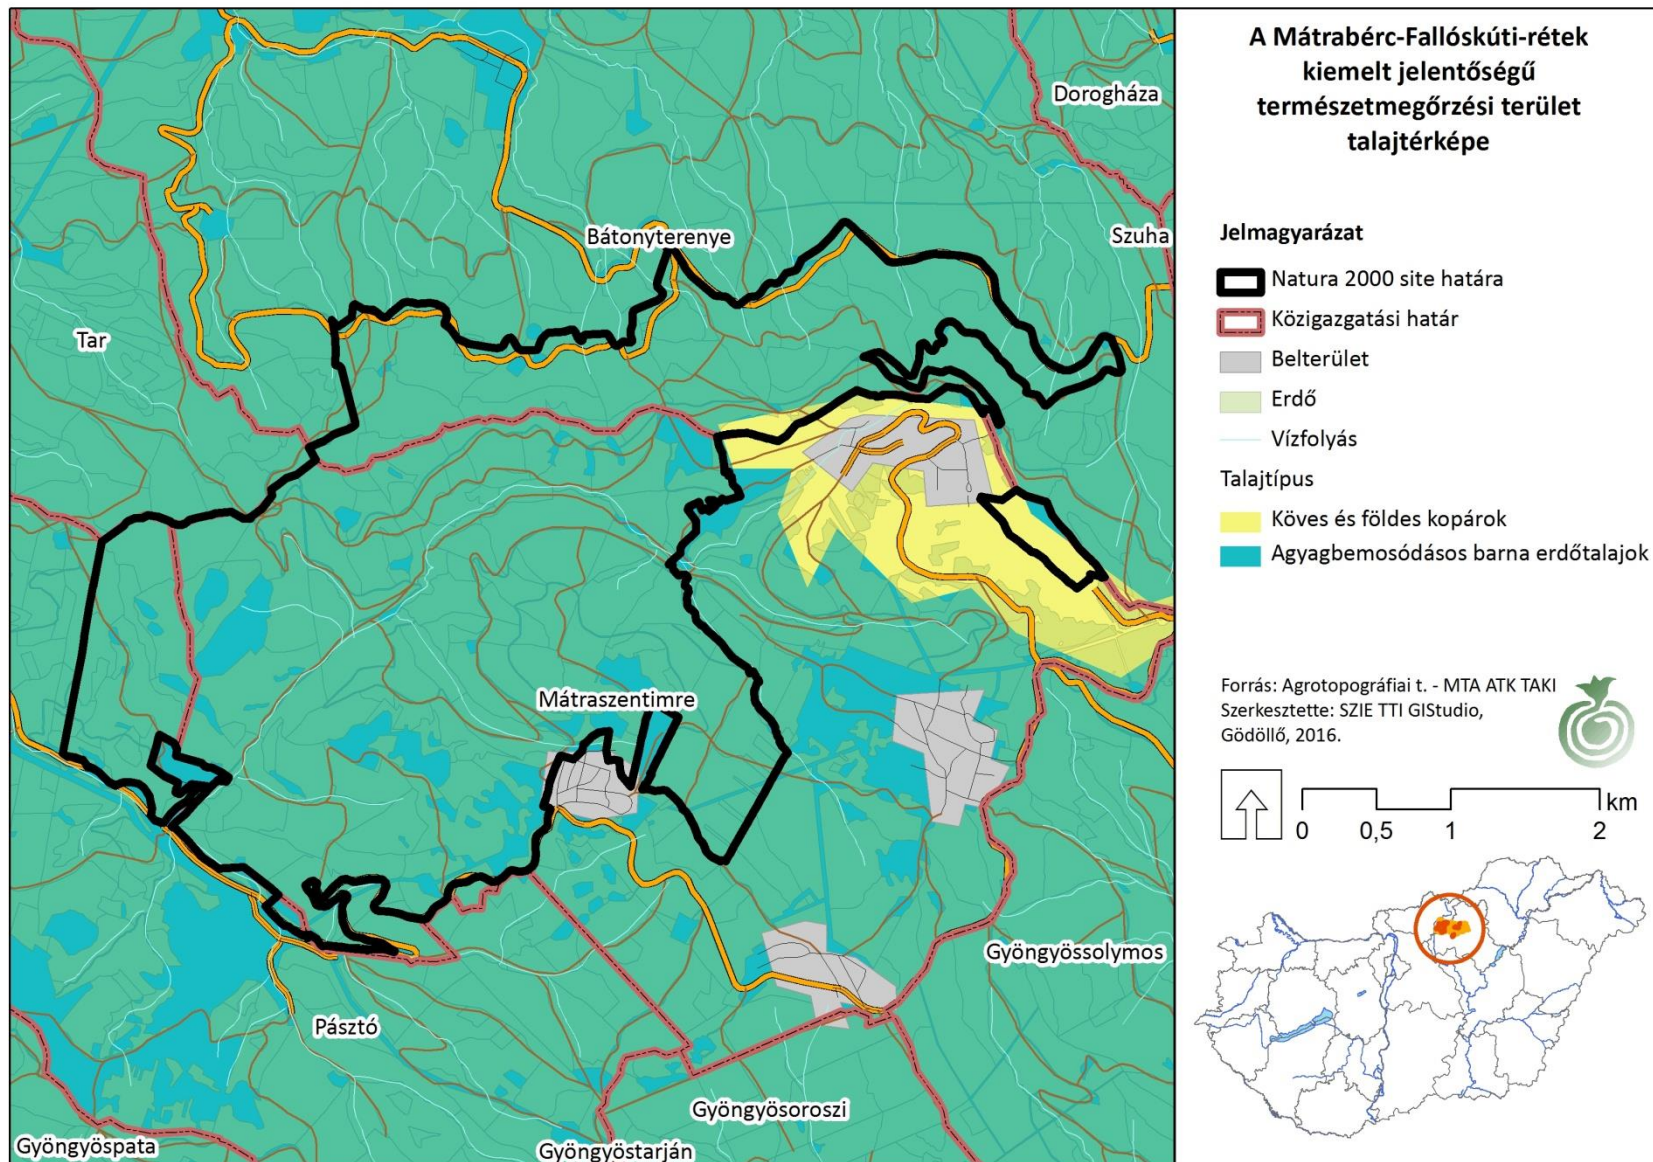 A Mátrabérc-Fallóskúti-rétek
kiemelt jelentőségű
természetmegőrzési terület
talajtérképe
Dorogháza
Bátonyterenye
Szuha
Tar
Mátraszentimre
Gyöngyössolymos
Pásztó
Gyöngyösoroszi
Gyöngyöspata
Gyöngyöstarján
Jelmagyarázat
Natura 2000 site határa
Közigazgatási határ
Belterület
Erdő
Vízfolyás
Talajtípus
Köves és földes kopárok
Agyagbemosódásos barna erdőtalajok
Forrás: Agrotopográfiai t. - MTA ATK TAKI
Szerkesztette: SZIE TTI GIStudio,
Gödöllő, 2016.
km
0 0,5 1 2